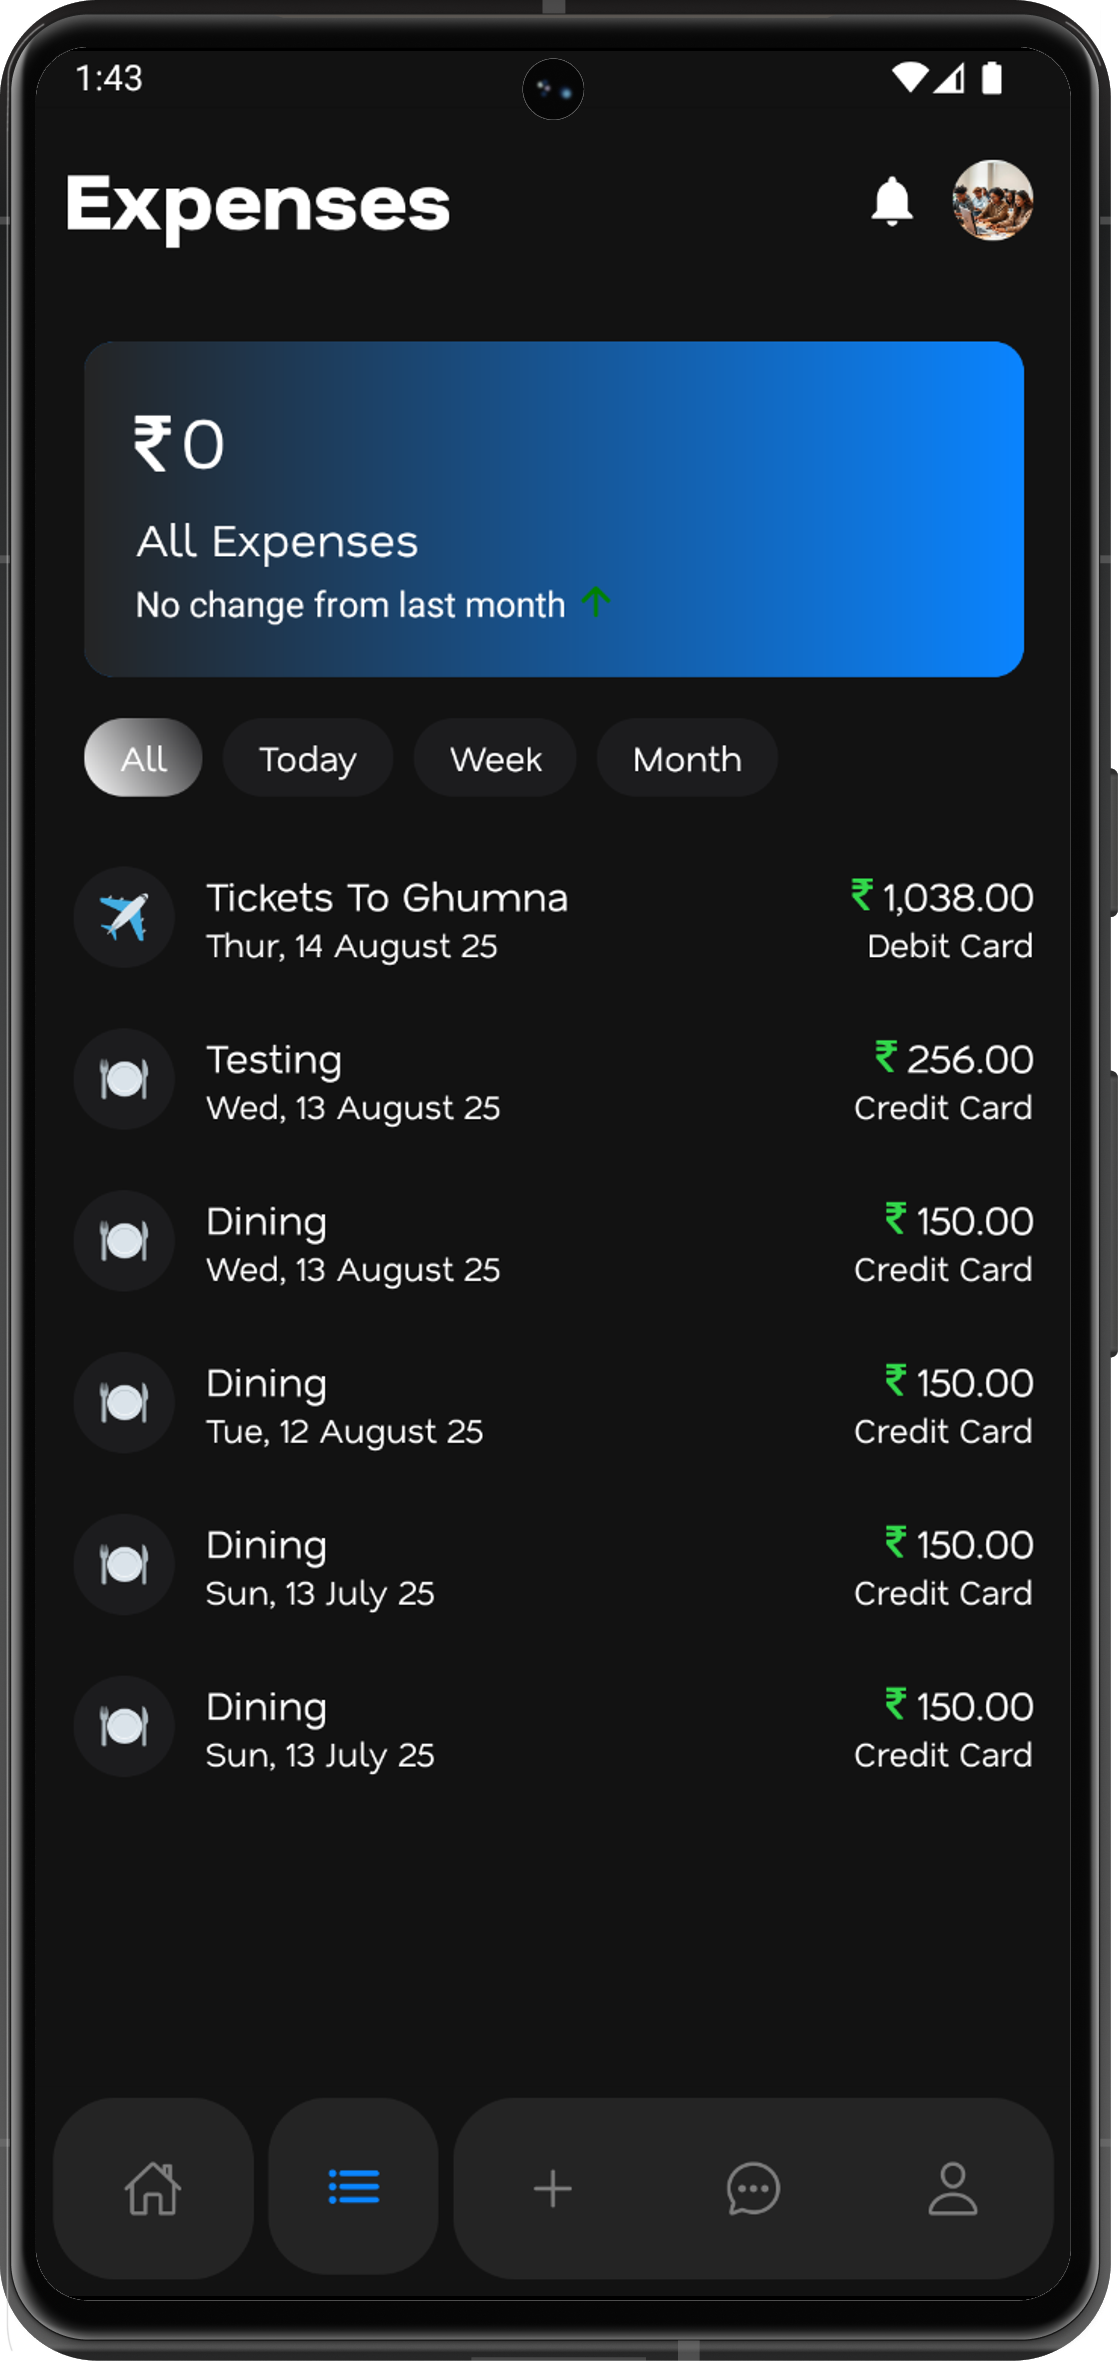 1:43
Expenses
₹0
All Expenses
No change from last month ↑
All Today Week Month
Tickets To Ghumna ₹ 1,038.00
Thur, 14 August 25 Debit Card
Testing ₹ 256.00
Wed, 13 August 25 Credit Card
Dining ₹ 150.00
Wed, 13 August 25 Credit Card
Dining ₹ 150.00
Tue, 12 August 25 Credit Card
Dining ₹ 150.00
Sun, 13 July 25 Credit Card
Dining ₹ 150.00
Sun, 13 July 25 Credit Card